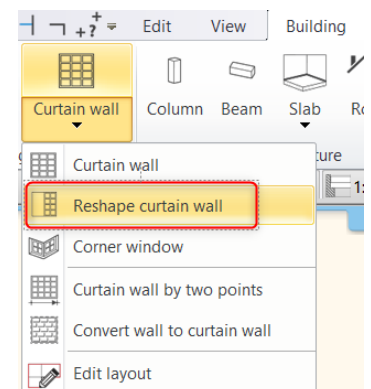 Edit View Building
Curtain wall Column Beam Slab
Curtain wall
Reshape curtain wall
Corner window
Curtain wall by two points
Convert wall to curtain wall
Edit layout